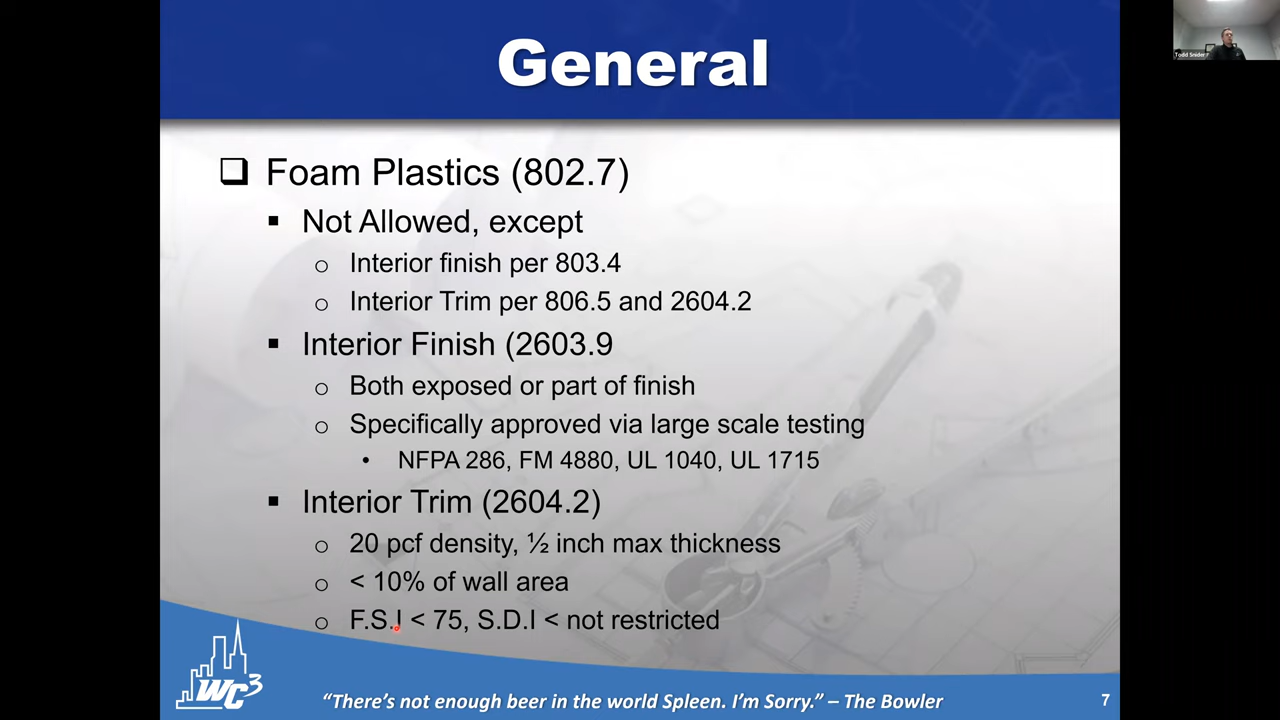 General
Todd Snider
❑ Foam Plastics (802.7)
▪ Not Allowed, except
o Interior finish per 803.4
o Interior Trim per 806.5 and 2604.2
▪ Interior Finish (2603.9
o Both exposed or part of finish
o Specifically approved via large scale testing
• NFPA 286, FM 4880, UL 1040, UL 1715
▪ Interior Trim (2604.2)
o 20 pcf density, ½ inch max thickness
o < 10% of wall area
o F.S.I < 75, S.D.I < not restricted
WC3
“There’s not enough beer in the world Spleen. I’m Sorry.” – The Bowler
7